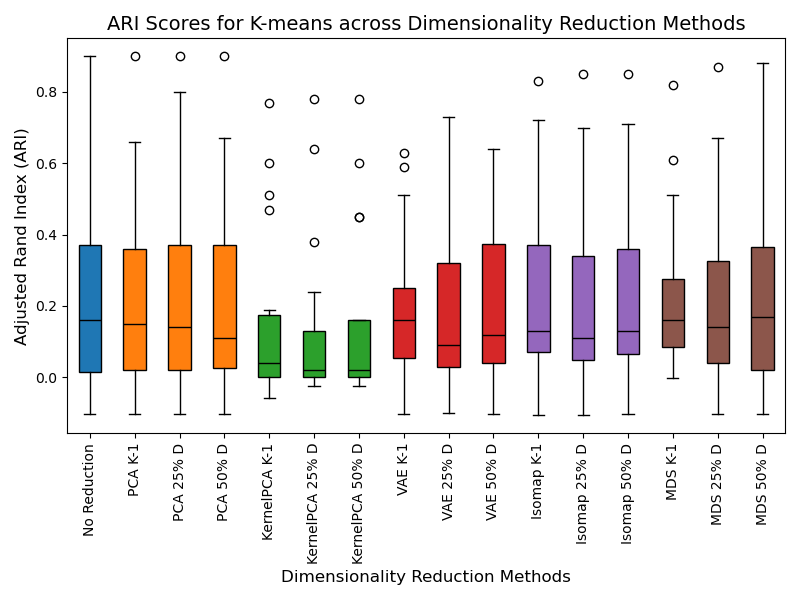 ARI Scores for K-means across Dimensionality Reduction Methods
Adjusted Rand Index (ARI)
0.8
0.6
0.4
0.2
0.0
No Reduction
PCA K-1
PCA 25% D
PCA 50% D
KernelPCA K-1
KernelPCA 25% D
KernelPCA 50% D
VAE K-1
VAE 25% D
VAE 50% D
Isomap K-1
Isomap 25% D
Isomap 50% D
MDS K-1
MDS 25% D
MDS 50% D
Dimensionality Reduction Methods